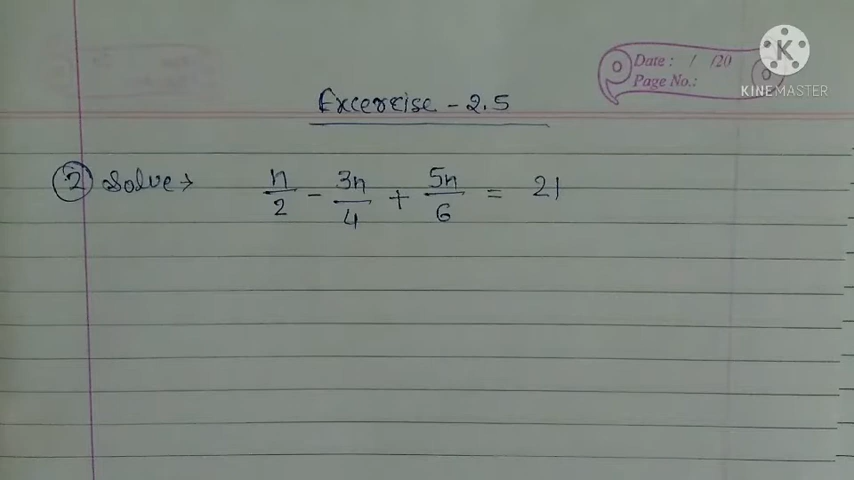 Date : / /20
Page No.:
KINEMASTER
Excercise - 2.5
2 Solve → n/2 - 3n/4 + 5n/6 = 21